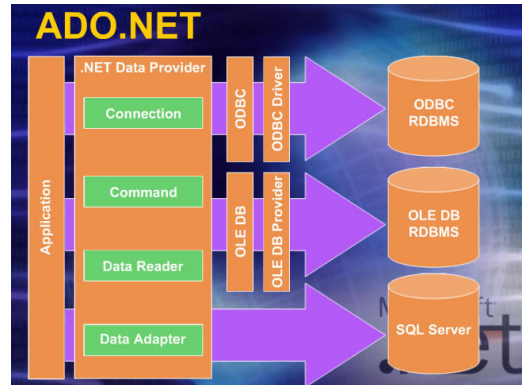 ADO.NET
.NET Data Provider
Application
Connection
Command
Data Reader
Data Adapter
ODBC
ODBC Driver
OLE DB
OLE DB Provider
ODBC
RDBMS
OLE DB
RDBMS
SQL Server